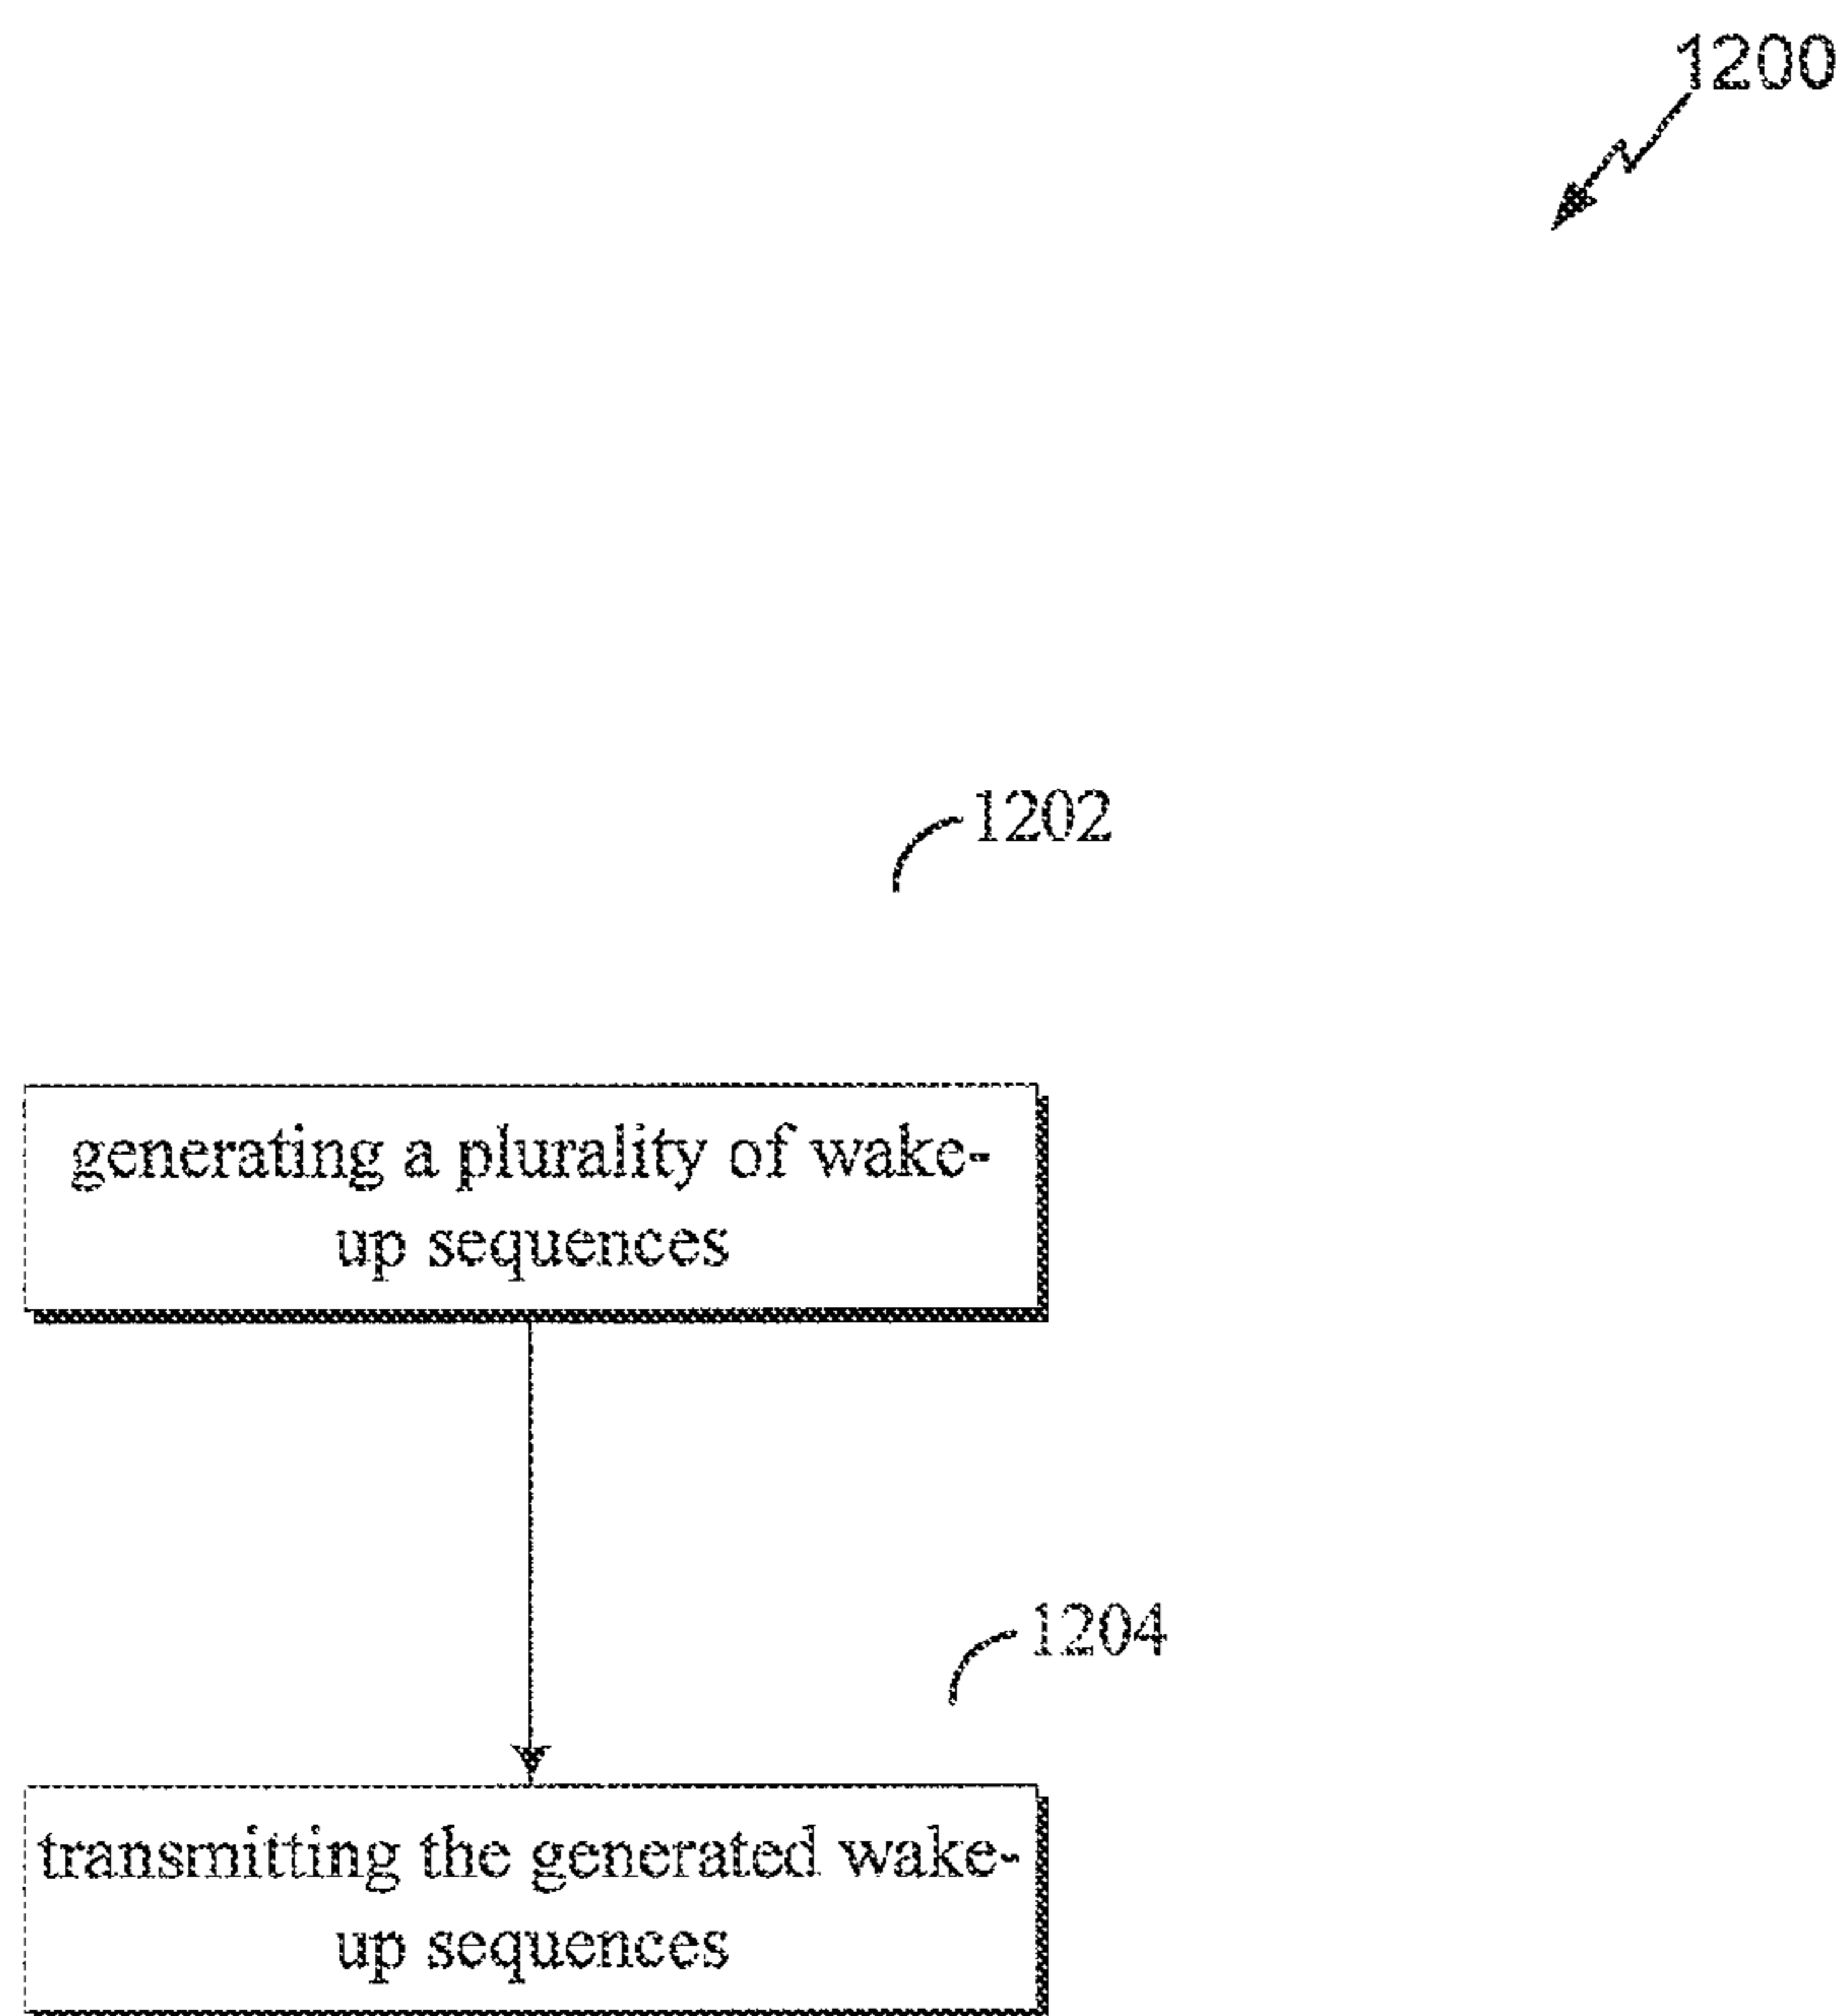 1200
1202
generating a plurality of wake-
up sequences
1204
transmitting the generated wake-
up sequences